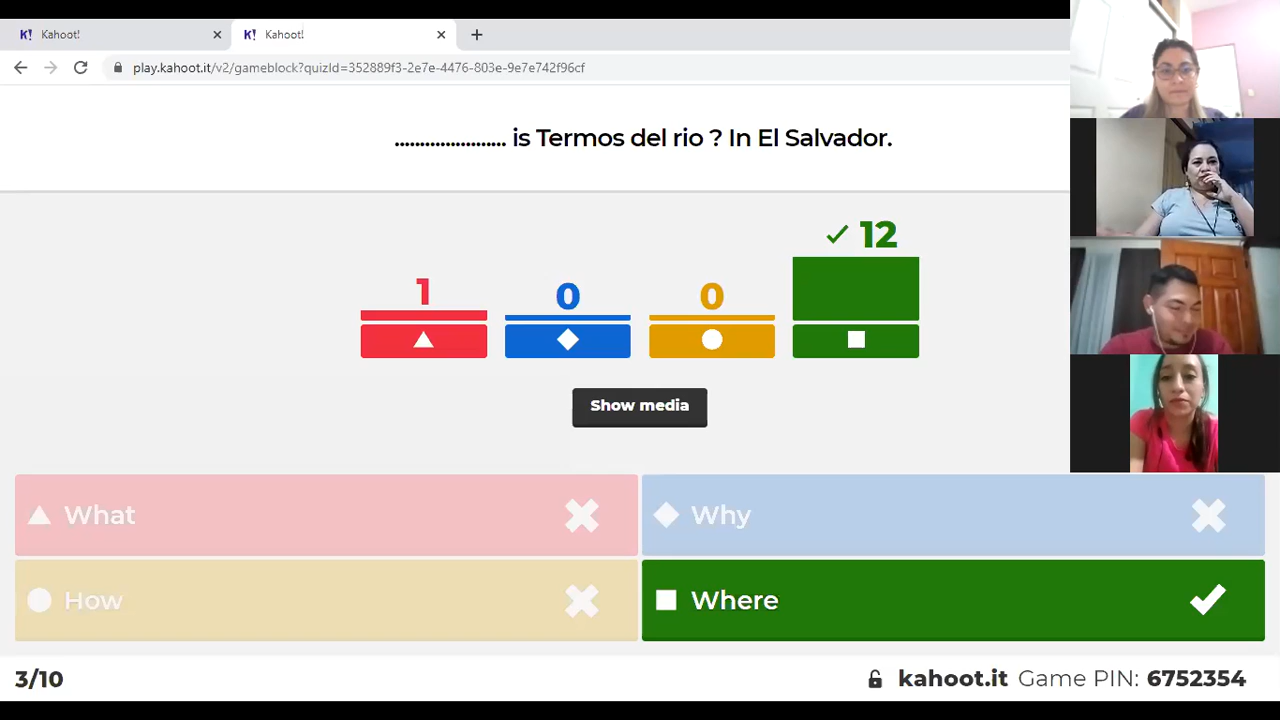 K! Kahoot!
K! Kahoot!
play.kahoot.it/v2/gameblock?quizId=352889f3-2e7e-4476-803e-9e7e742f96cf
...................... is Termos del rio ? In El Salvador.
1
0
0
12
Show media
What
Why
How
Where
3/10
kahoot.it Game PIN: 6752354